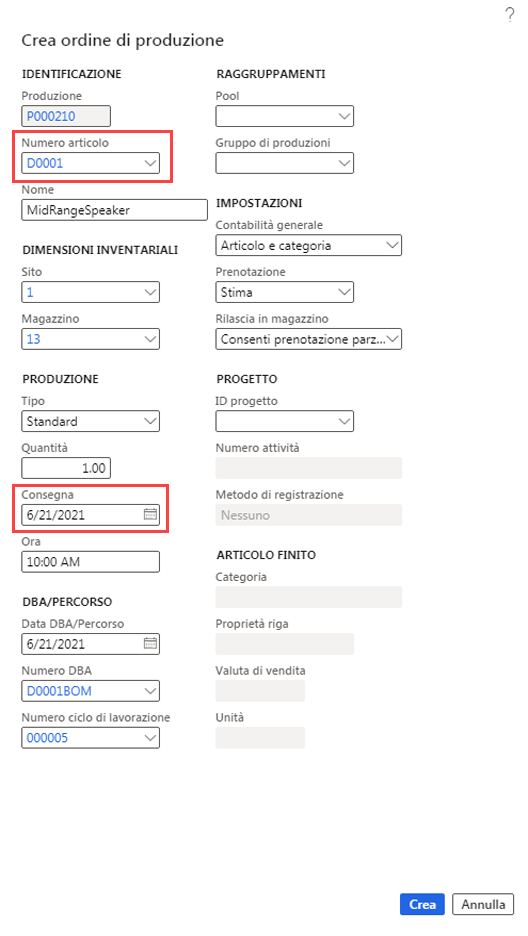 ?
Crea ordine di produzione
IDENTIFICAZIONE
Produzione
P000210
Numero articolo
D0001
Nome
MidRangeSpeaker
DIMENSIONI INVENTARIALI
Sito
1
Magazzino
13
PRODUZIONE
Tipo
Standard
Quantità
1.00
Consegna
6/21/2021
Ora
10:00 AM
DBA/PERCORSO
Data DBA/Percorso
6/21/2021
Numero DBA
D0001BOM
Numero ciclo di lavorazione
000005
RAGGRUPPAMENTI
Pool
Gruppo di produzioni
IMPOSTAZIONI
Contabilità generale
Articolo e categoria
Prenotazione
Stima
Rilascia in magazzino
Consenti prenotazione parz...
PROGETTO
ID progetto
Numero attività
Metodo di registrazione
Nessuno
ARTICOLO FINITO
Categoria
Proprietà riga
Valuta di vendita
Unità
Crea
Annulla